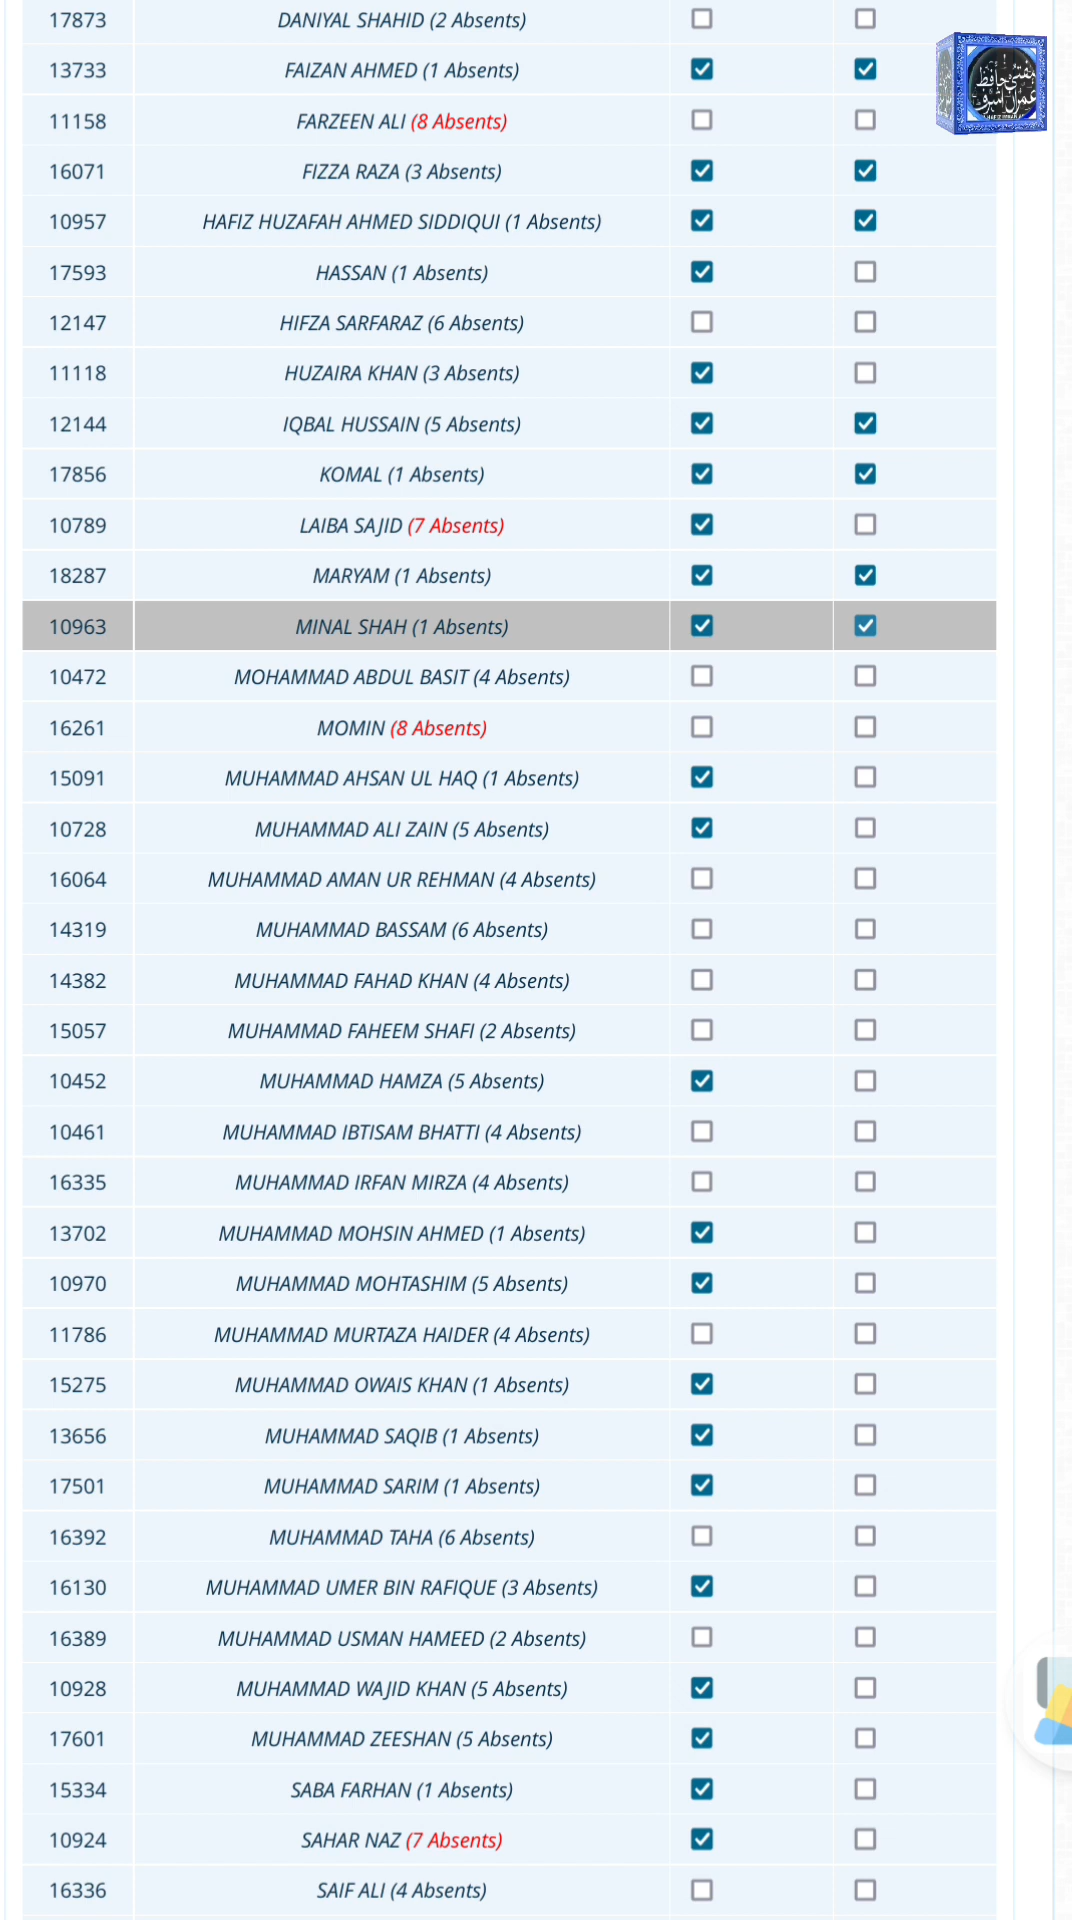 17873 DANIYAL SHAHID (2 Absents)
13733 FAIZAN AHMED (1 Absents)
11158 FARZEEN ALI (8 Absents)
16071 FIZZA RAZA (3 Absents)
10957 HAFIZ HUZAFAH AHMED SIDDIQUI (1 Absents)
17593 HASSAN (1 Absents)
12147 HIFZA SARFARAZ (6 Absents)
11118 HUZAIRA KHAN (3 Absents)
12144 IQBAL HUSSAIN (5 Absents)
17856 KOMAL (1 Absents)
10789 LAIBA SAJID (7 Absents)
18287 MARYAM (1 Absents)
10963 MINAL SHAH (1 Absents)
10472 MOHAMMAD ABDUL BASIT (4 Absents)
16261 MOMIN (8 Absents)
15091 MUHAMMAD AHSAN UL HAQ (1 Absents)
10728 MUHAMMAD ALI ZAIN (5 Absents)
16064 MUHAMMAD AMAN UR REHMAN (4 Absents)
14319 MUHAMMAD BASSAM (6 Absents)
14382 MUHAMMAD FAHAD KHAN (4 Absents)
15057 MUHAMMAD FAHEEM SHAFI (2 Absents)
10452 MUHAMMAD HAMZA (5 Absents)
10461 MUHAMMAD IBTISAM BHATTI (4 Absents)
16335 MUHAMMAD IRFAN MIRZA (4 Absents)
13702 MUHAMMAD MOHSIN AHMED (1 Absents)
10970 MUHAMMAD MOHTASHIM (5 Absents)
11786 MUHAMMAD MURTAZA HAIDER (4 Absents)
15275 MUHAMMAD OWAIS KHAN (1 Absents)
13656 MUHAMMAD SAQIB (1 Absents)
17501 MUHAMMAD SARIM (1 Absents)
16392 MUHAMMAD TAHA (6 Absents)
16130 MUHAMMAD UMER BIN RAFIQUE (3 Absents)
16389 MUHAMMAD USMAN HAMEED (2 Absents)
10928 MUHAMMAD WAJID KHAN (5 Absents)
17601 MUHAMMAD ZEESHAN (5 Absents)
15334 SABA FARHAN (1 Absents)
10924 SAHAR NAZ (7 Absents)
16336 SAIF ALI (4 Absents)